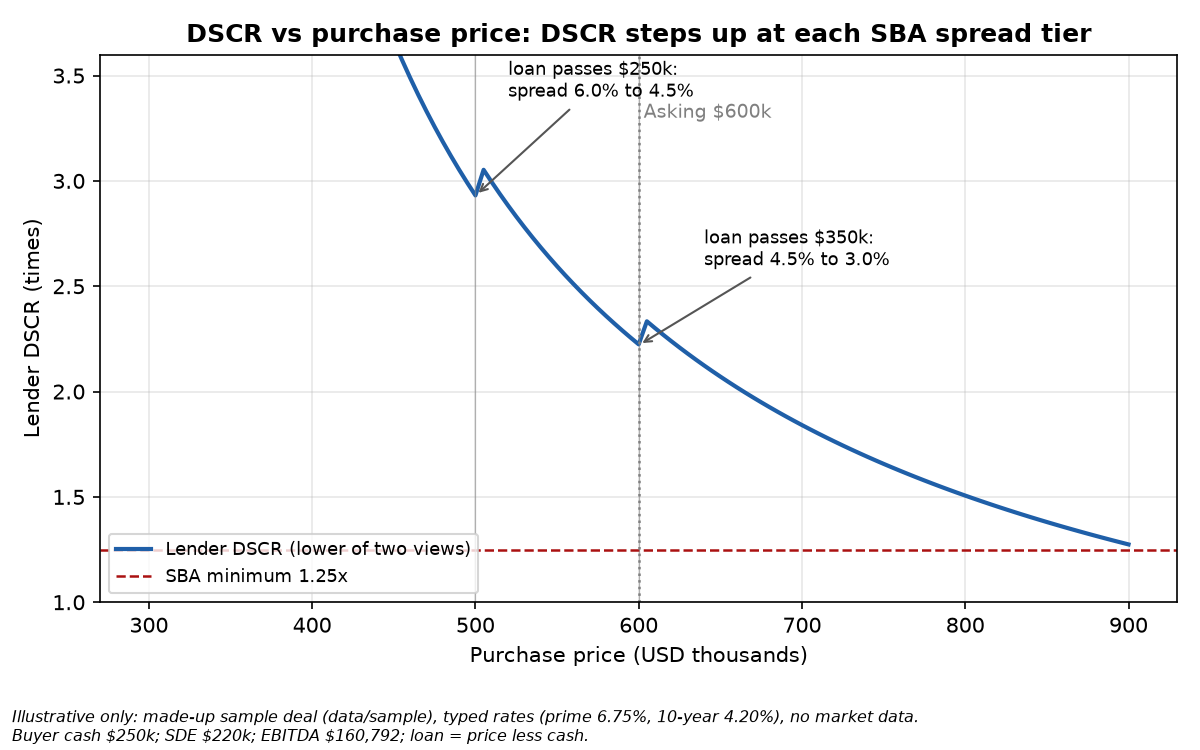 DSCR vs purchase price: DSCR steps up at each SBA spread tier
Lender DSCR (times)
3.5
3.0
2.5
2.0
1.5
1.0
loan passes $250k:
spread 6.0% to 4.5%
Asking $600k
loan passes $350k:
spread 4.5% to 3.0%
Lender DSCR (lower of two views)
SBA minimum 1.25x
300 400 500 600 700 800 900
Purchase price (USD thousands)
Illustrative only: made-up sample deal (data/sample), typed rates (prime 6.75%, 10-year 4.20%), no market data.
Buyer cash $250k; SDE $220k; EBITDA $160,792; loan = price less cash.